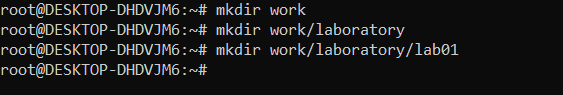 root@DESKTOP-DHDVJM6:~# mkdir work
root@DESKTOP-DHDVJM6:~# mkdir work/laboratory
root@DESKTOP-DHDVJM6:~# mkdir work/laboratory/lab01
root@DESKTOP-DHDVJM6:~#